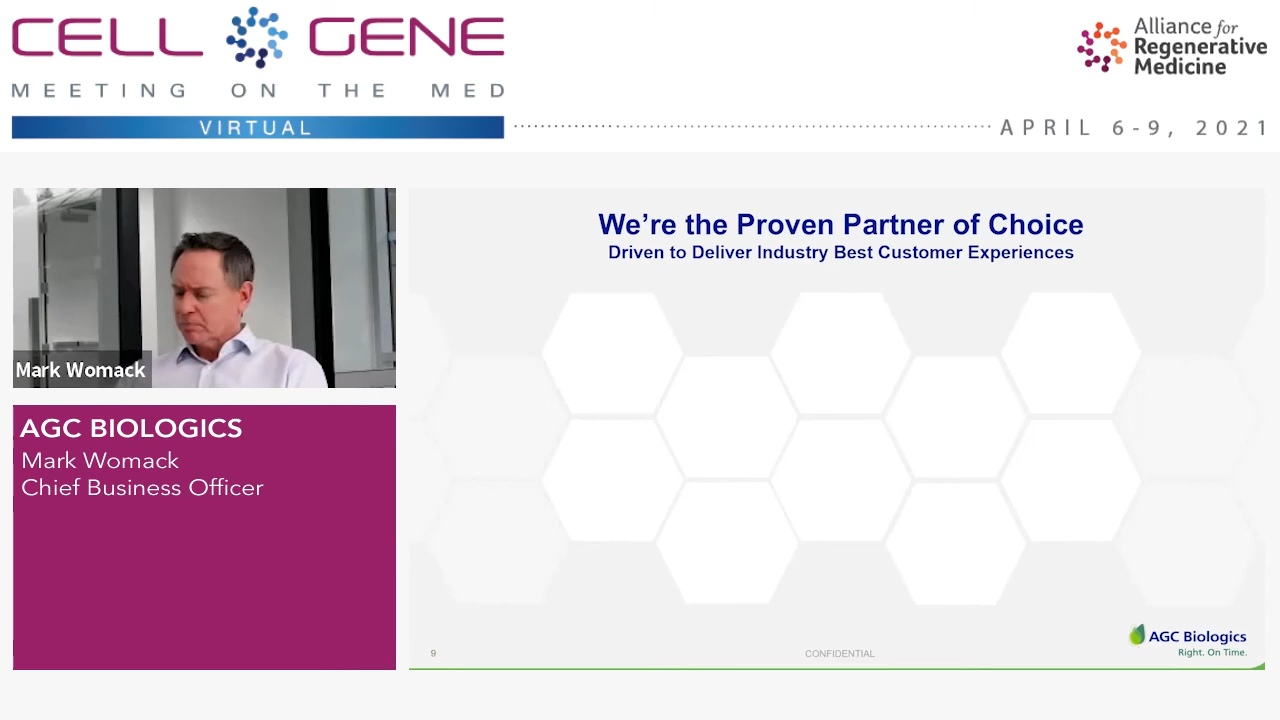 CELL GENE
MEETING ON THE MED
VIRTUAL
Alliance for
Regenerative
Medicine
APRIL 6-9, 2021
Mark Womack
AGC BIOLOGICS
Mark Womack
Chief Business Officer
We're the Proven Partner of Choice
Driven to Deliver Industry Best Customer Experiences
AGC Biologics
Right. On Time.
9
CONFIDENTIAL